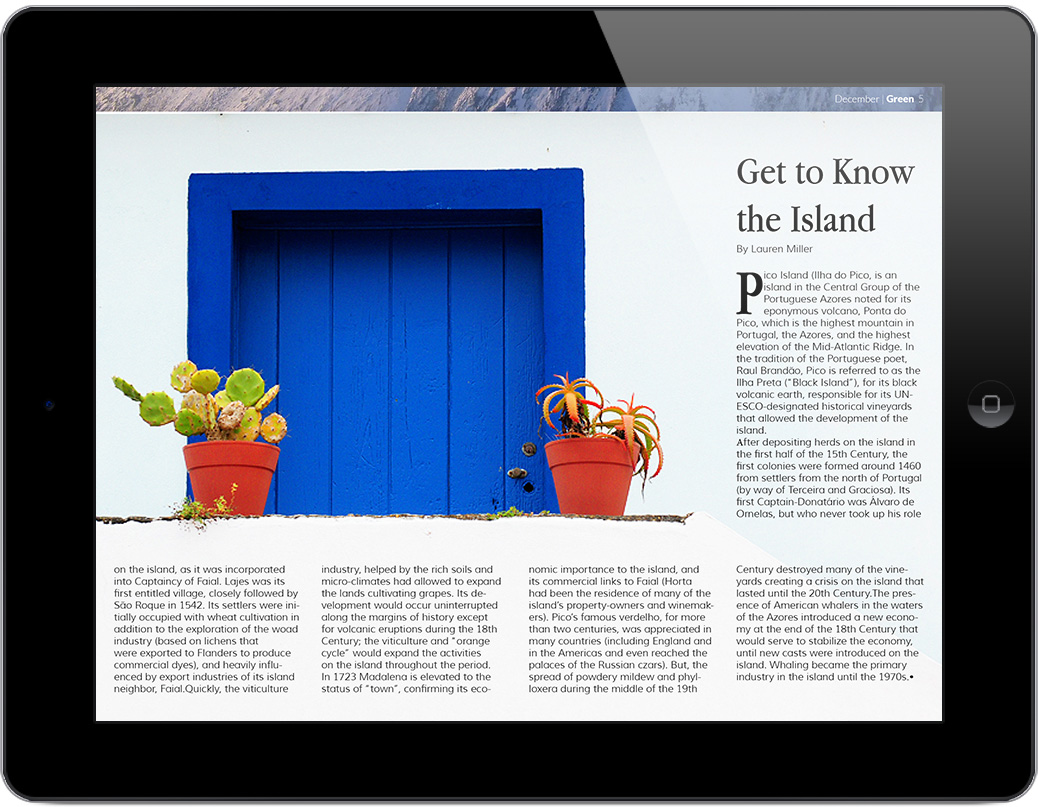 December | Green 5
Get to Know
the Island
By Lauren Miller
Pico Island (Ilha do Pico, is an
island in the Central Group of the
Portuguese Azores noted for its
eponymous volcano, Ponta do
Pico, which is the highest mountain in
Portugal, the Azores, and the highest
elevation of the Mid-Atlantic Ridge. In
the tradition of the Portuguese poet,
Raul Brandão, Pico is referred to as the
Ilha Preta ("Black Island"), for its black
volcanic earth, responsible for its UN-
ESCO-designated historical vineyards
that allowed the development of the
island.
After depositing herds on the island in
the first half of the 15th Century, the
first colonies were formed around 1460
from settlers from the north of Portugal
(by way of Terceira and Graciosa). Its
first Captain-Donatário was Álvaro de
Ornelas, but who never took up his role
on the island, as it was incorporated
into Captaincy of Faial. Lajes was its
first entitled village, closely followed by
São Roque in 1542. Its settlers were ini-
tially occupied with wheat cultivation in
addition to the exploration of the woad
industry (based on lichens that
were exported to Flanders to produce
commercial dyes), and heavily influ-
enced by export industries of its island
neighbor, Faial.Quickly, the viticulture
industry, helped by the rich soils and
micro-climates had allowed to expand
the lands cultivating grapes. Its de-
velopment would occur uninterrupted
along the margins of history except
for volcanic eruptions during the 18th
Century; the viticulture and "orange
cycle" would expand the activities
on the island throughout the period.
In 1723 Madalena is elevated to the
status of "town", confirming its eco-
nomic importance to the island, and
its commercial links to Faial (Horta
had been the residence of many of the
island's property-owners and winemak-
ers). Pico's famous verdelho, for more
than two centuries, was appreciated in
many countries (including England and
in the Americas and even reached the
palaces of the Russian czars). But, the
spread of powdery mildew and phyl-
loxera during the middle of the 19th
Century destroyed many of the vine-
yards creating a crisis on the island that
lasted until the 20th Century.The pres-
ence of American whalers in the waters
of the Azores introduced a new econo-
my at the end of the 18th Century that
would serve to stabilize the economy,
until new casts were introduced on the
island. Whaling became the primary
industry in the island until the 1970s.•